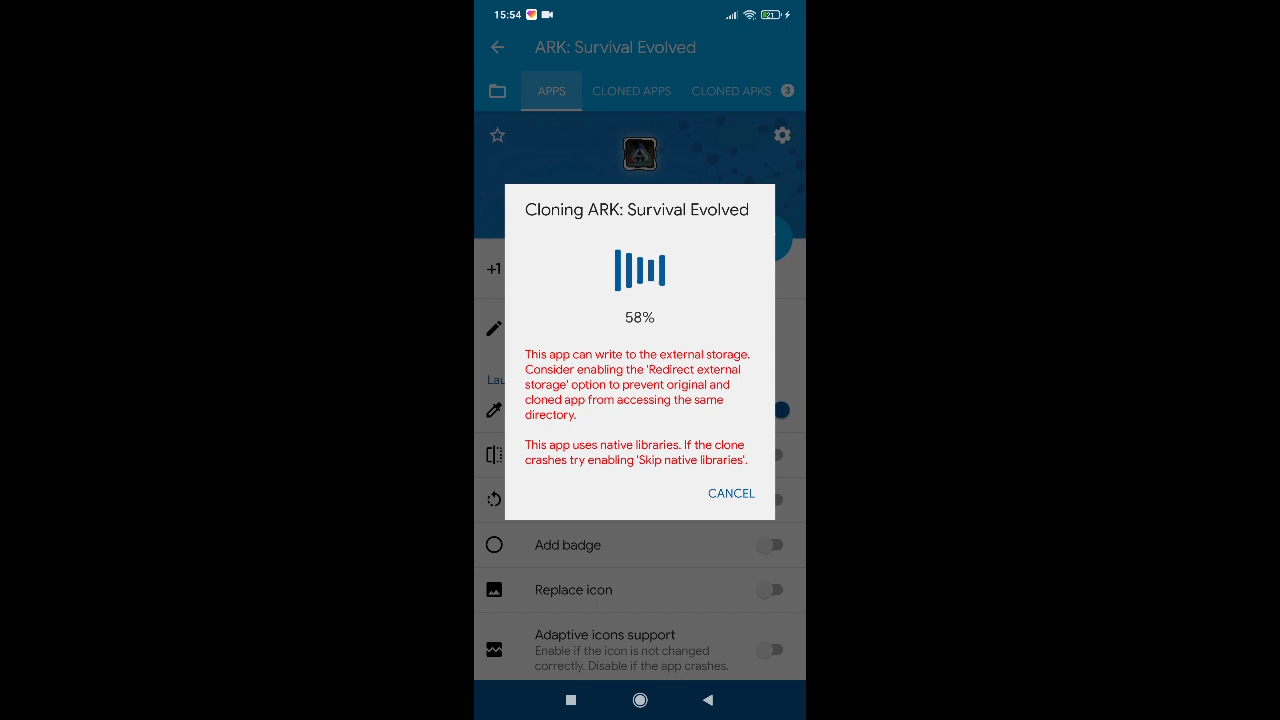 15:54
21
ARK: Survival Evolved
APPS
CLONED APPS
CLONED APKS
3
Cloning ARK: Survival Evolved
58%
This app can write to the external storage.
Consider enabling the 'Redirect external
storage' option to prevent original and
cloned app from accessing the same
directory.
This app uses native libraries. If the clone
crashes try enabling 'Skip native libraries'.
CANCEL
+1
Lau
Add badge
Replace icon
Adaptive icons support
Enable if the icon is not changed
correctly. Disable if the app crashes.